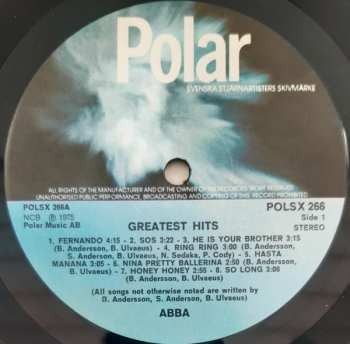 Polar
SVENSKA STJÄRNARTISTERS SKIVMÄRKE
ALL RIGHTS OF THE MANUFACTURER AND OF THE OWNER OF THE RECORDED WORK RESERVED
UNAUTHORISED PUBLIC PERFORMANCE, BROADCASTING AND COPYING OF THIS RECORD PROHIBITED
POLSX 266A
POLSX 266
NCB ℗ 1975
Side 1
Polar Music AB
GREATEST HITS
STEREO
1. FERNANDO 4:15 - 2. SOS 3:22 - 3. HE IS YOUR BROTHER 3:15
(B. Andersson, B. Ulvaeus) - 4. RING RING 3:00 (B. Andersson,
S. Andersson, B. Ulvaeus, N. Sedaka, P. Cody) - 5. HASTA
MANANA 3:05 - 6. NINA PRETTY BALLERINA 2:50 (B. Andersson,
B. Ulvaeus) - 7. HONEY HONEY 2:55 - 8. SO LONG 3:06
(B. Andersson, B. Ulvaeus)
(All songs not otherwise noted are written by
B. Andersson, S. Anderson, B. Ulvaeus)
ABBA